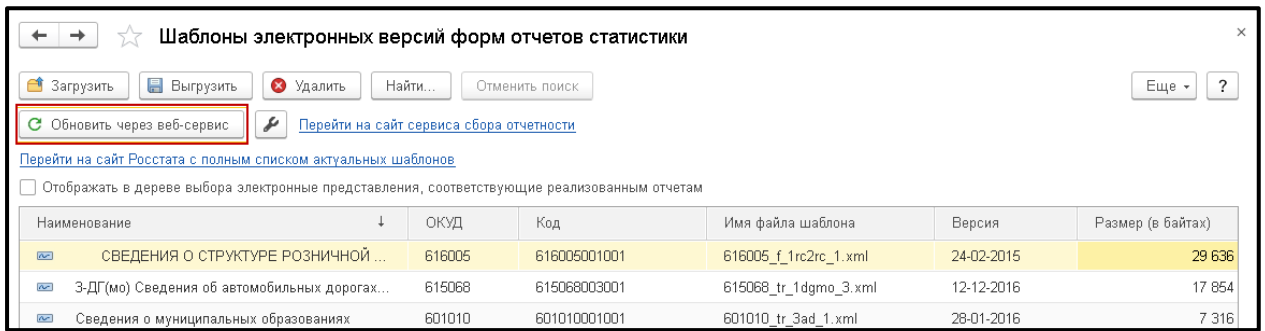 Шаблоны электронных версий форм отчетов статистики
Загрузить Выгрузить Удалить Найти... Отменить поиск Еще ?
Обновить через веб-сервис Перейти на сайт сервиса сбора отчетности
Перейти на сайт Росстата с полным списком актуальных шаблонов
Отображать в дереве выбора электронные представления, соответствующие реализованным отчетам
Наименование ↓ ОКУД Код Имя файла шаблона Версия Размер (в байтах)
СВЕДЕНИЯ О СТРУКТУРЕ РОЗНИЧНОЙ ... 616005 616005001001 616005_f_1rc2rc_1.xml 24-02-2015 29 636
3-ДГ(мо) Сведения об автомобильных дорогах... 615068 615068003001 615068_tr_1dgmo_3.xml 12-12-2016 17 854
Сведения о муниципальных образованиях 601010 601010001001 601010_tr_3ad_1.xml 28-01-2016 7 316